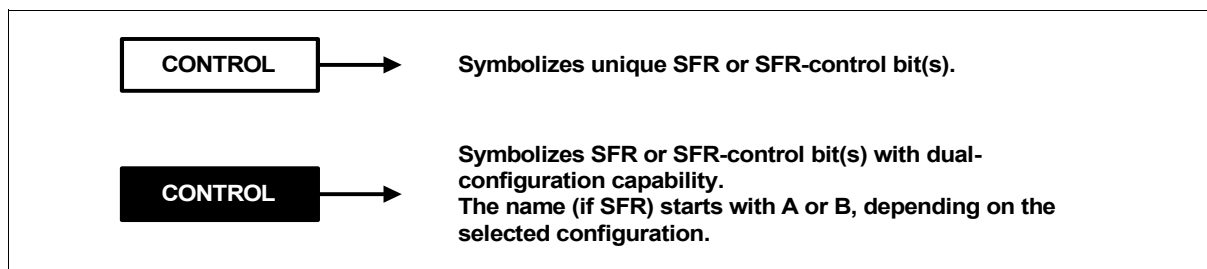 CONTROL
Symbolizes unique SFR or SFR-control bit(s).
CONTROL
Symbolizes SFR or SFR-control bit(s) with dual-
configuration capability.
The name (if SFR) starts with A or B, depending on the
selected configuration.